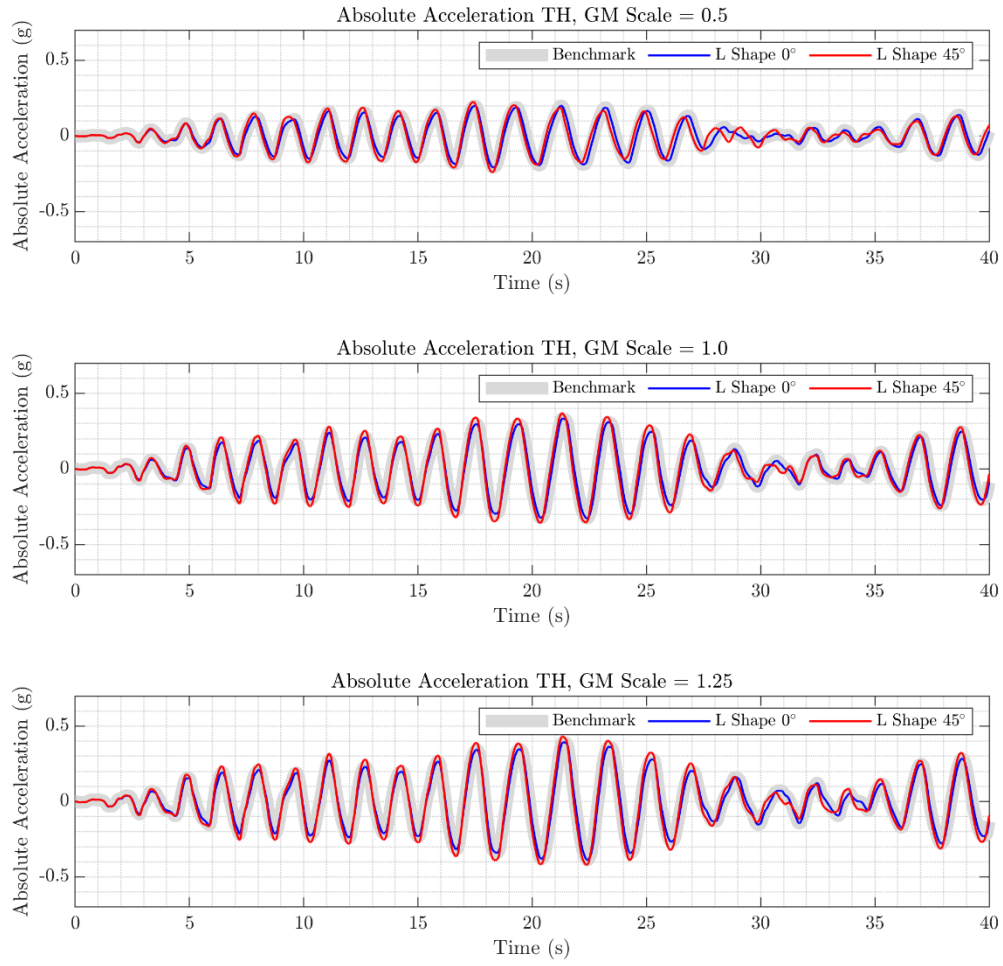 Absolute Acceleration TH, GM Scale = 0.5
Absolute Acceleration (g)
0.5
0
-0.5
Benchmark L Shape 0° L Shape 45°
0 5 10 15 20 25 30 35 40
Time (s)
Absolute Acceleration TH, GM Scale = 1.0
Absolute Acceleration (g)
0.5
0
-0.5
Benchmark L Shape 0° L Shape 45°
0 5 10 15 20 25 30 35 40
Time (s)
Absolute Acceleration TH, GM Scale = 1.25
Absolute Acceleration (g)
0.5
0
-0.5
Benchmark L Shape 0° L Shape 45°
0 5 10 15 20 25 30 35 40
Time (s)